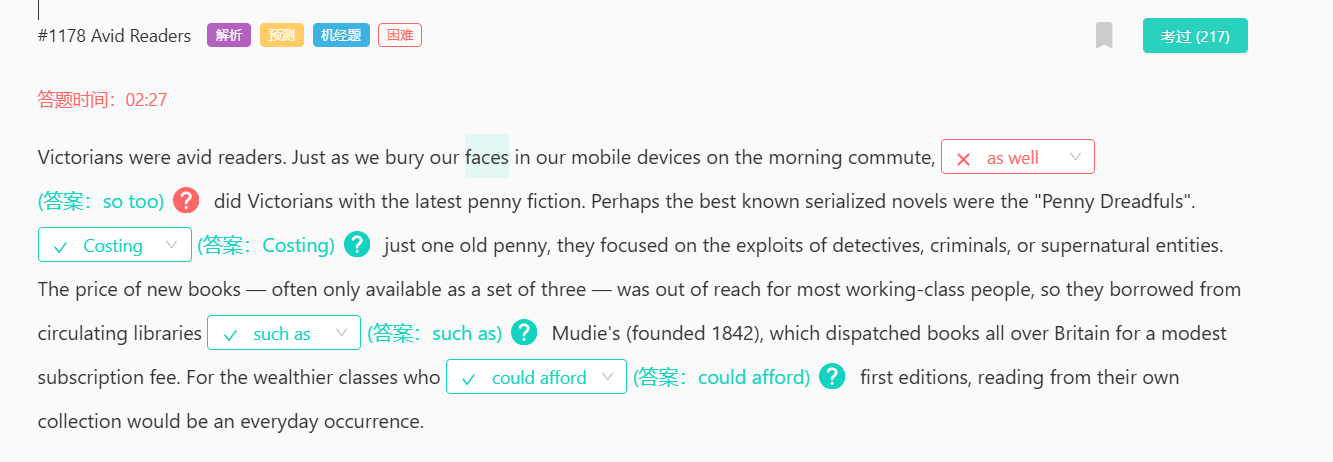 #1178 Avid Readers 解析 预测 机经题 困难 考过 (217)
答题时间：02:27
Victorians were avid readers. Just as we bury our faces in our mobile devices on the morning commute, as well
(答案：so too) ? did Victorians with the latest penny fiction. Perhaps the best known serialized novels were the "Penny Dreadfuls".
Costing (答案：Costing) ? just one old penny, they focused on the exploits of detectives, criminals, or supernatural entities.
The price of new books — often only available as a set of three — was out of reach for most working-class people, so they borrowed from
circulating libraries such as (答案：such as) ? Mudie's (founded 1842), which dispatched books all over Britain for a modest
subscription fee. For the wealthier classes who could afford (答案：could afford) ? first editions, reading from their own
collection would be an everyday occurrence.